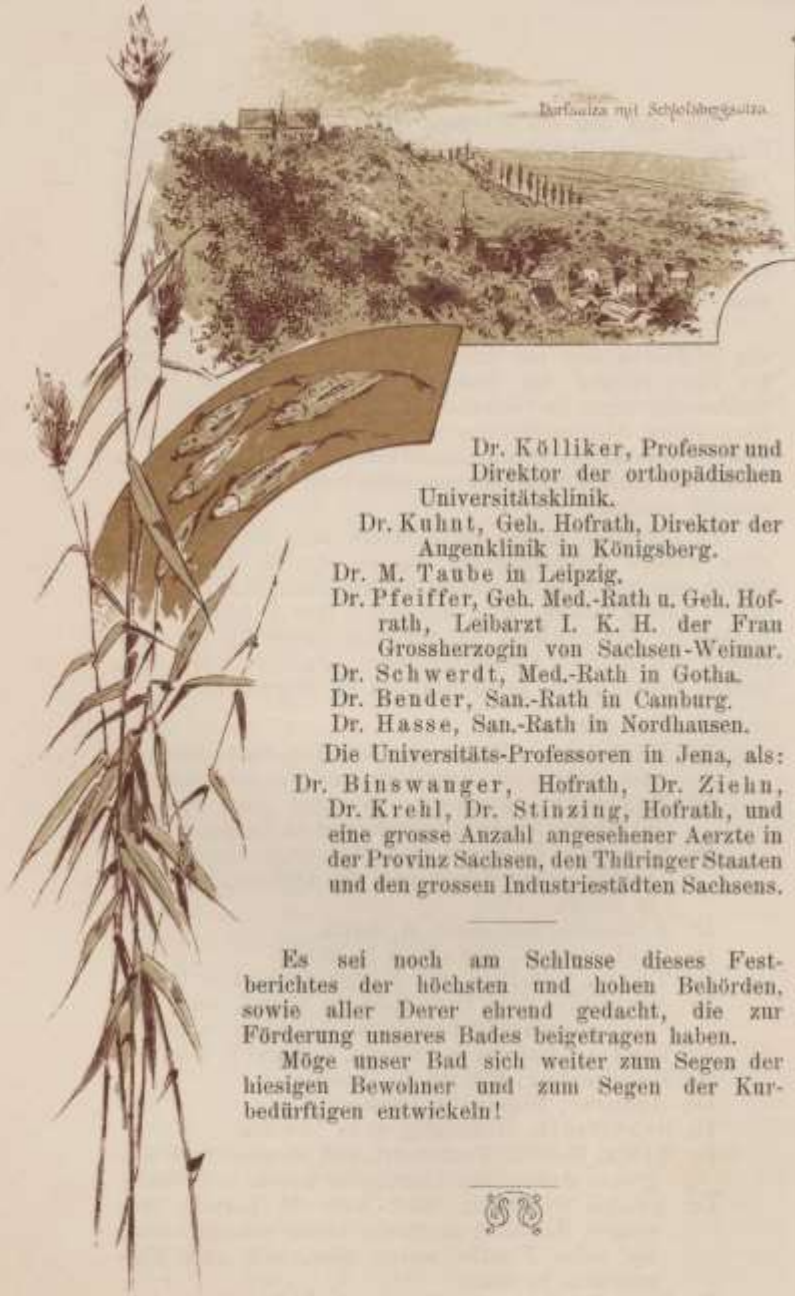 Dorfsulza mit Schloßbergsulza
Dr. Kölliker, Professor und
Direktor der orthopädischen
Universitätsklinik.
Dr. Kuhnt, Geh. Hofrath, Direktor der
Augenklinik in Königsberg.
Dr. M. Taube in Leipzig.
Dr. Pfeiffer, Geh. Med.-Rath u. Geh. Hof-
rath, Leibarzt I. K. H. der Frau
Grossherzogin von Sachsen-Weimar.
Dr. Schwerdt, Med.-Rath in Gotha.
Dr. Bender, San.-Rath in Camburg.
Dr. Hasse, San.-Rath in Nordhausen.
Die Universitäts-Professoren in Jena, als:
Dr. Binswanger, Hofrath, Dr. Ziehn,
Dr. Krehl, Dr. Stinzing, Hofrath, und
eine grosse Anzahl angesehener Aerzte in
der Provinz Sachsen, den Thüringer Staaten
und den grossen Industriestädten Sachsens.
Es sei noch am Schlusse dieses Fest-
berichtes der höchsten und hohen Behörden,
sowie aller Derer ehrend gedacht, die zur
Förderung unseres Bades beigetragen haben.
Möge unser Bad sich weiter zum Segen der
hiesigen Bewohner und zum Segen der Kur-
bedürftigen entwickeln!